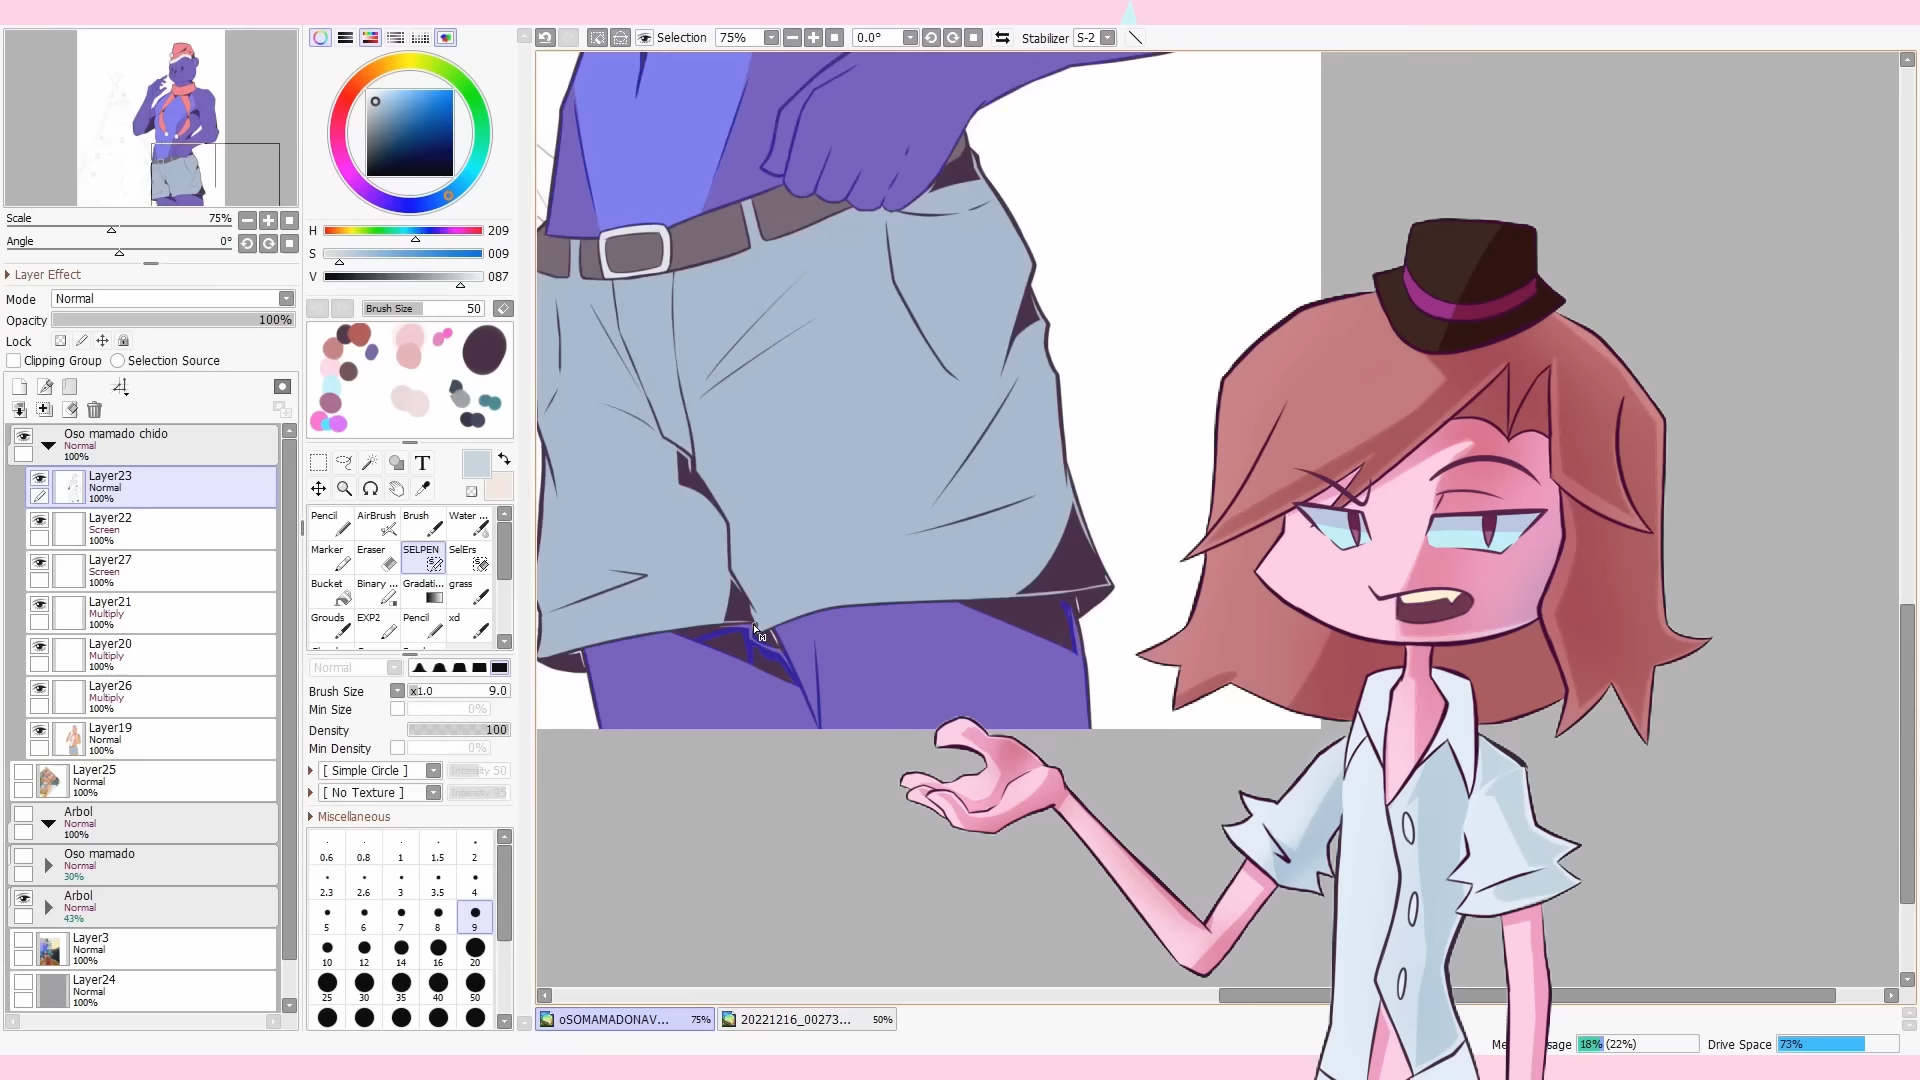 Selection 75% 0.0° Stabilizer S-2
Scale 75%
Angle 0°
Layer Effect
Mode Normal
Opacity 100%
Lock
Clipping Group Selection Source
Oso mamado chido
Normal
100%
Layer23
Normal
100%
Layer22
Screen
100%
Layer27
Screen
100%
Layer21
Multiply
100%
Layer20
Multiply
100%
Layer26
Multiply
100%
Layer19
Normal
100%
Layer25
Normal
100%
Arbol
Normal
100%
Oso mamado
Normal
30%
Arbol
Normal
43%
Layer3
Normal
100%
Layer24
Normal
100%
H 209
S 009
V 087
Brush Size 50
T
Pencil AirBrush Brush Water ...
Marker Eraser SELPEN SelErs
Bucket Binary ... Gradati... grass
Grouds EXP2 Pencil xd
Normal
Brush Size x1.0 9.0
Min Size 0%
Density 100
Min Density 0%
[ Simple Circle ] Intensity 50
[ No Texture ] Intensity 95
Miscellaneous
0.6 0.8 1 1.5 2
2.3 2.6 3 3.5 4
5 6 7 8 9
10 12 14 16 20
25 30 35 40 50
oSOMAMADONAV... 75% 20221216_00273... 50%
18% (22%) Drive Space 73%